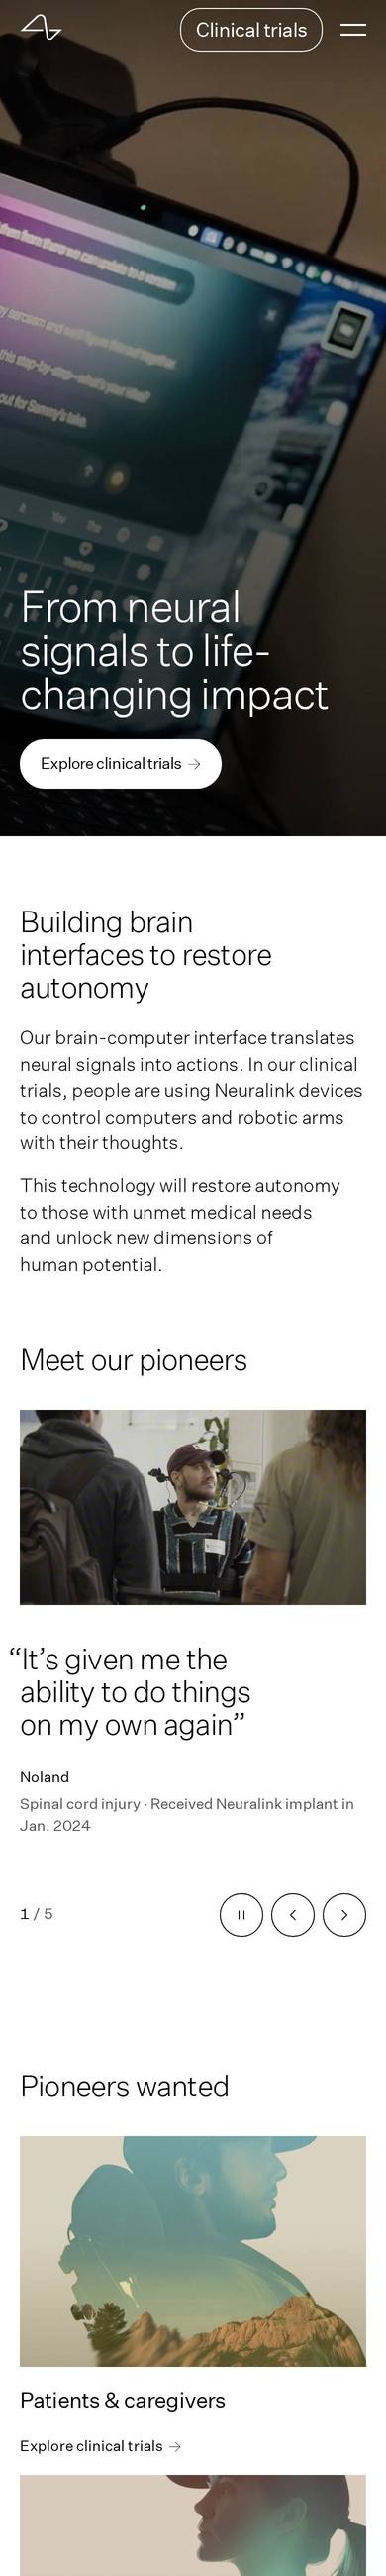 Clinical trials
From neural
signals to life-
changing impact
Explore clinical trials →
Building brain
interfaces to restore
autonomy
Our brain-computer interface translates
neural signals into actions. In our clinical
trials, people are using Neuralink devices
to control computers and robotic arms
with their thoughts.
This technology will restore autonomy
to those with unmet medical needs
and unlock new dimensions of
human potential.
Meet our pioneers
“It’s given me the
ability to do things
on my own again”
Noland
Spinal cord injury · Received Neuralink implant in
Jan. 2024
1 / 5
Pioneers wanted
Patients & caregivers
Explore clinical trials →